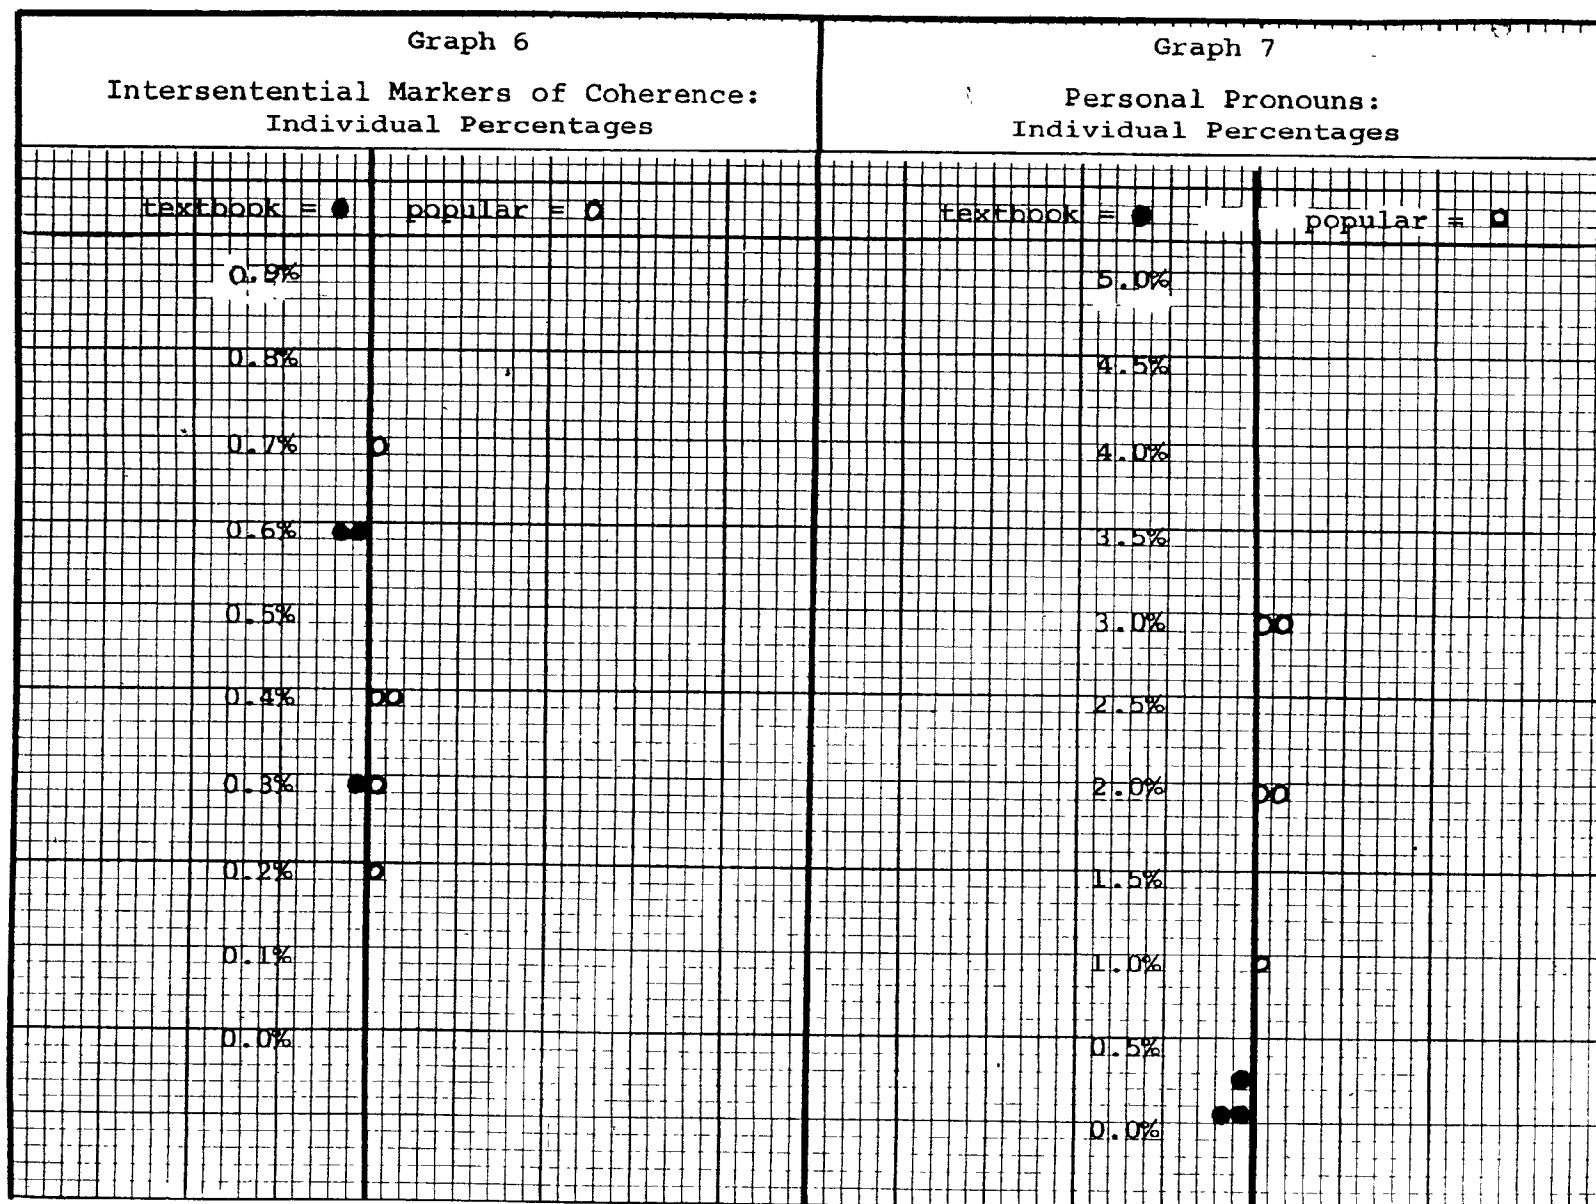 Graph 6
Intersentential Markers of Coherence:
Individual Percentages
textbook = ● popular = o
0.9%
0.8%
0.7%
0.6%
0.5%
0.4%
0.3%
0.2%
0.1%
0.0%
Graph 7
Personal Pronouns:
Individual Percentages
textbook = ● popular = o
5.0%
4.5%
4.0%
3.5%
3.0%
2.5%
2.0%
1.5%
1.0%
0.5%
0.0%